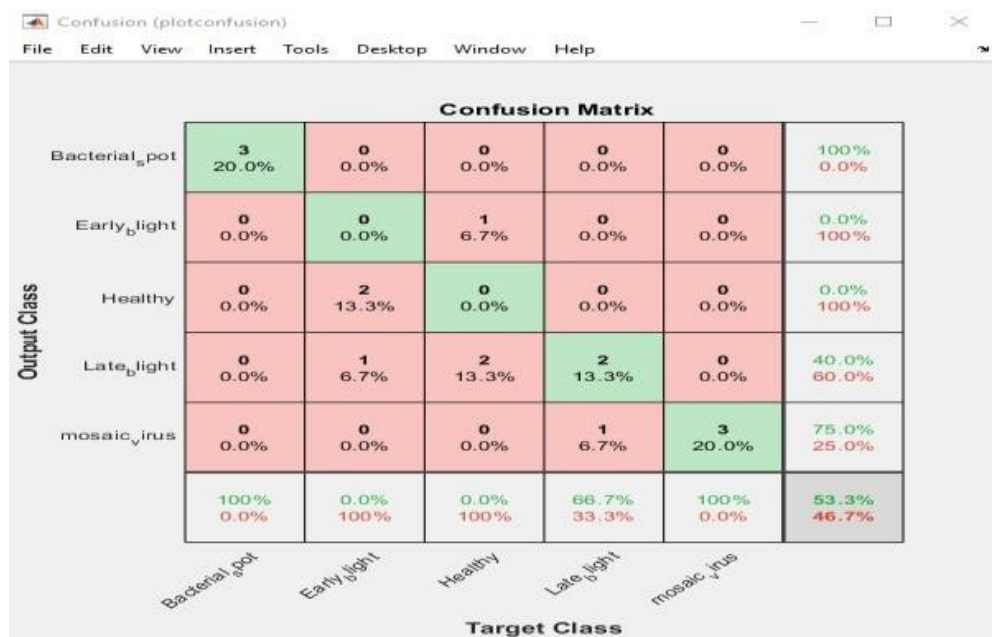 Confusion (plotconfusion)
File Edit View Insert Tools Desktop Window Help
Confusion Matrix
Output Class
Bacterial_spot 3 0 0 0 0 100%
20.0% 0.0% 0.0% 0.0% 0.0% 0.0%
Early_blight 0 0 1 0 0 0.0%
0.0% 0.0% 6.7% 0.0% 0.0% 100%
Healthy 0 2 0 0 0 0.0%
0.0% 13.3% 0.0% 0.0% 0.0% 100%
Late_blight 0 1 2 2 0 40.0%
0.0% 6.7% 13.3% 13.3% 0.0% 60.0%
mosaic_virus 0 0 0 1 3 75.0%
0.0% 0.0% 0.0% 6.7% 20.0% 25.0%
100% 0.0% 0.0% 66.7% 100% 53.3%
0.0% 100% 100% 33.3% 0.0% 46.7%
Bacterial_spot Early_blight Healthy Late_blight mosaic_virus
Target Class